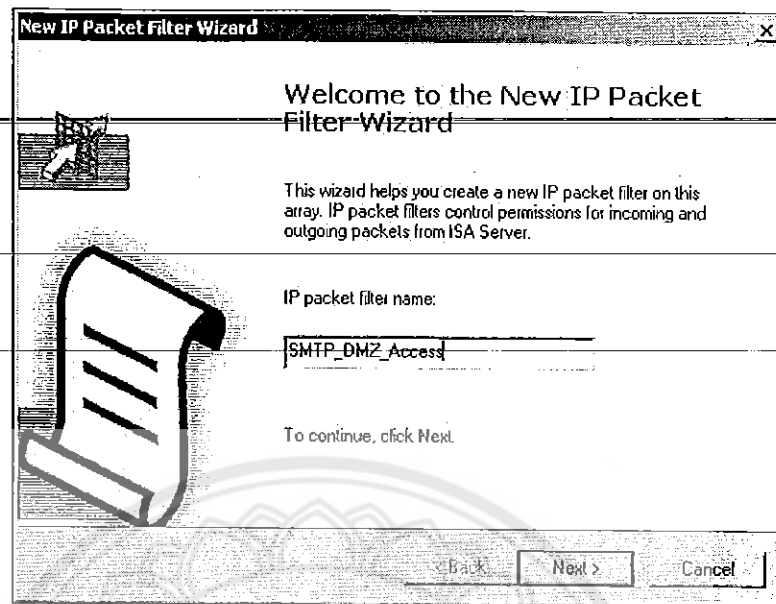 New IP Packet Filter Wizard
Welcome to the New IP Packet
Filter Wizard
This wizard helps you create a new IP packet filter on this
array. IP packet filters control permissions for incoming and
outgoing packets from ISA Server.
IP packet filter name:
SMTP_DMZ_Access
To continue, click Next.
< Back
Next >
Cancel